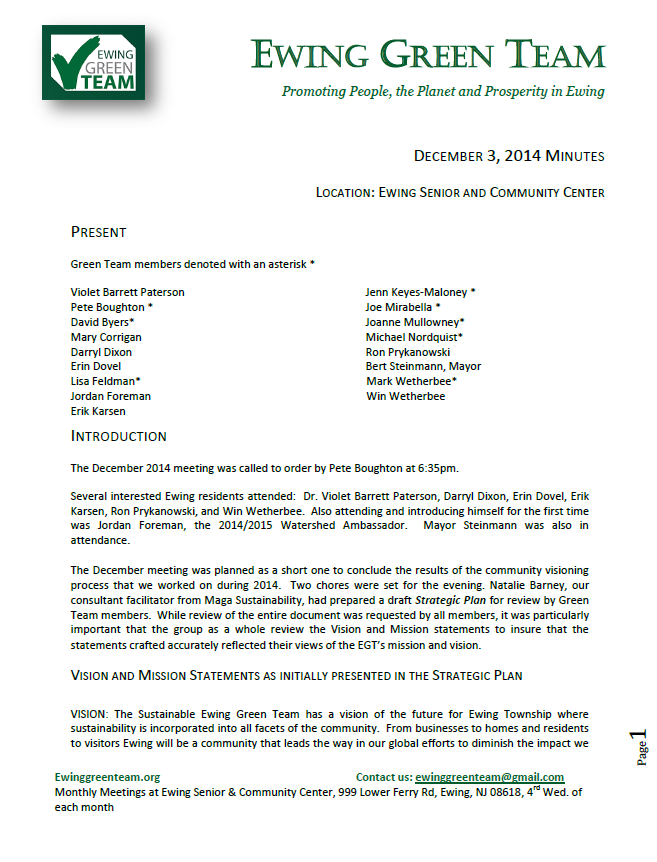 EWING
GREEN
TEAM
EWING GREEN TEAM
Promoting People, the Planet and Prosperity in Ewing
DECEMBER 3, 2014 MINUTES
LOCATION: EWING SENIOR AND COMMUNITY CENTER
PRESENT
Green Team members denoted with an asterisk *
Violet Barrett Paterson
Pete Boughton *
David Byers*
Mary Corrigan
Darryl Dixon
Erin Dovel
Lisa Feldman*
Jordan Foreman
Erik Karsen
Jenn Keyes-Maloney *
Joe Mirabella *
Joanne Mullowney*
Michael Nordquist*
Ron Prykanowski
Bert Steinmann, Mayor
Mark Wetherbee*
Win Wetherbee
INTRODUCTION
The December 2014 meeting was called to order by Pete Boughton at 6:35pm.
Several interested Ewing residents attended: Dr. Violet Barrett Paterson, Darryl Dixon, Erin Dovel, Erik
Karsen, Ron Prykanowski, and Win Wetherbee. Also attending and introducing himself for the first time
was Jordan Foreman, the 2014/2015 Watershed Ambassador. Mayor Steinmann was also in
attendance.
The December meeting was planned as a short one to conclude the results of the community visioning
process that we worked on during 2014. Two chores were set for the evening. Natalie Barney, our
consultant facilitator from Maga Sustainability, had prepared a draft Strategic Plan for review by Green
Team members. While review of the entire document was requested by all members, it was particularly
important that the group as a whole review the Vision and Mission statements to insure that the
statements crafted accurately reflected their views of the EGT's mission and vision.
VISION AND MISSION STATEMENTS AS INITIALLY PRESENTED IN THE STRATEGIC PLAN
VISION: The Sustainable Ewing Green Team has a vision of the future for Ewing Township where
sustainability is incorporated into all facets of the community. From businesses to homes and residents
to visitors Ewing will be a community that leads the way in our global efforts to diminish the impact we
Page1
Ewinggreenteam.org Contact us: ewinggreenteam@gmail.com
Monthly Meetings at Ewing Senior & Community Center, 999 Lower Ferry Rd, Ewing, NJ 08618, 4rd Wed. of
each month